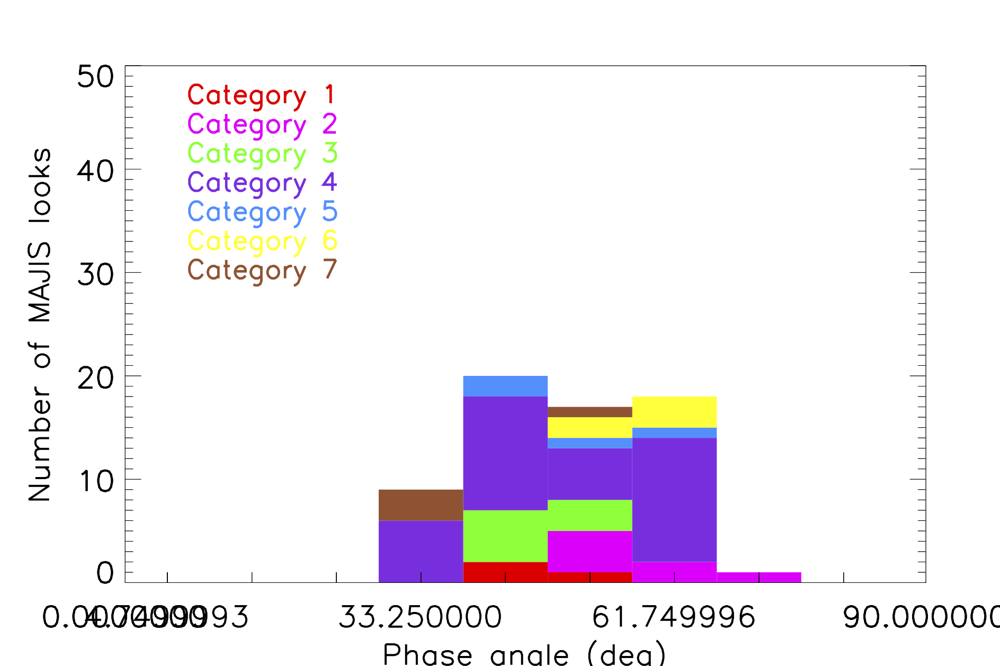 50
40
30
20
10
0
Number of MAJIS looks
Category 1
Category 2
Category 3
Category 4
Category 5
Category 6
Category 7
33.250000 61.749996 90.000000
Phase angle (deg)